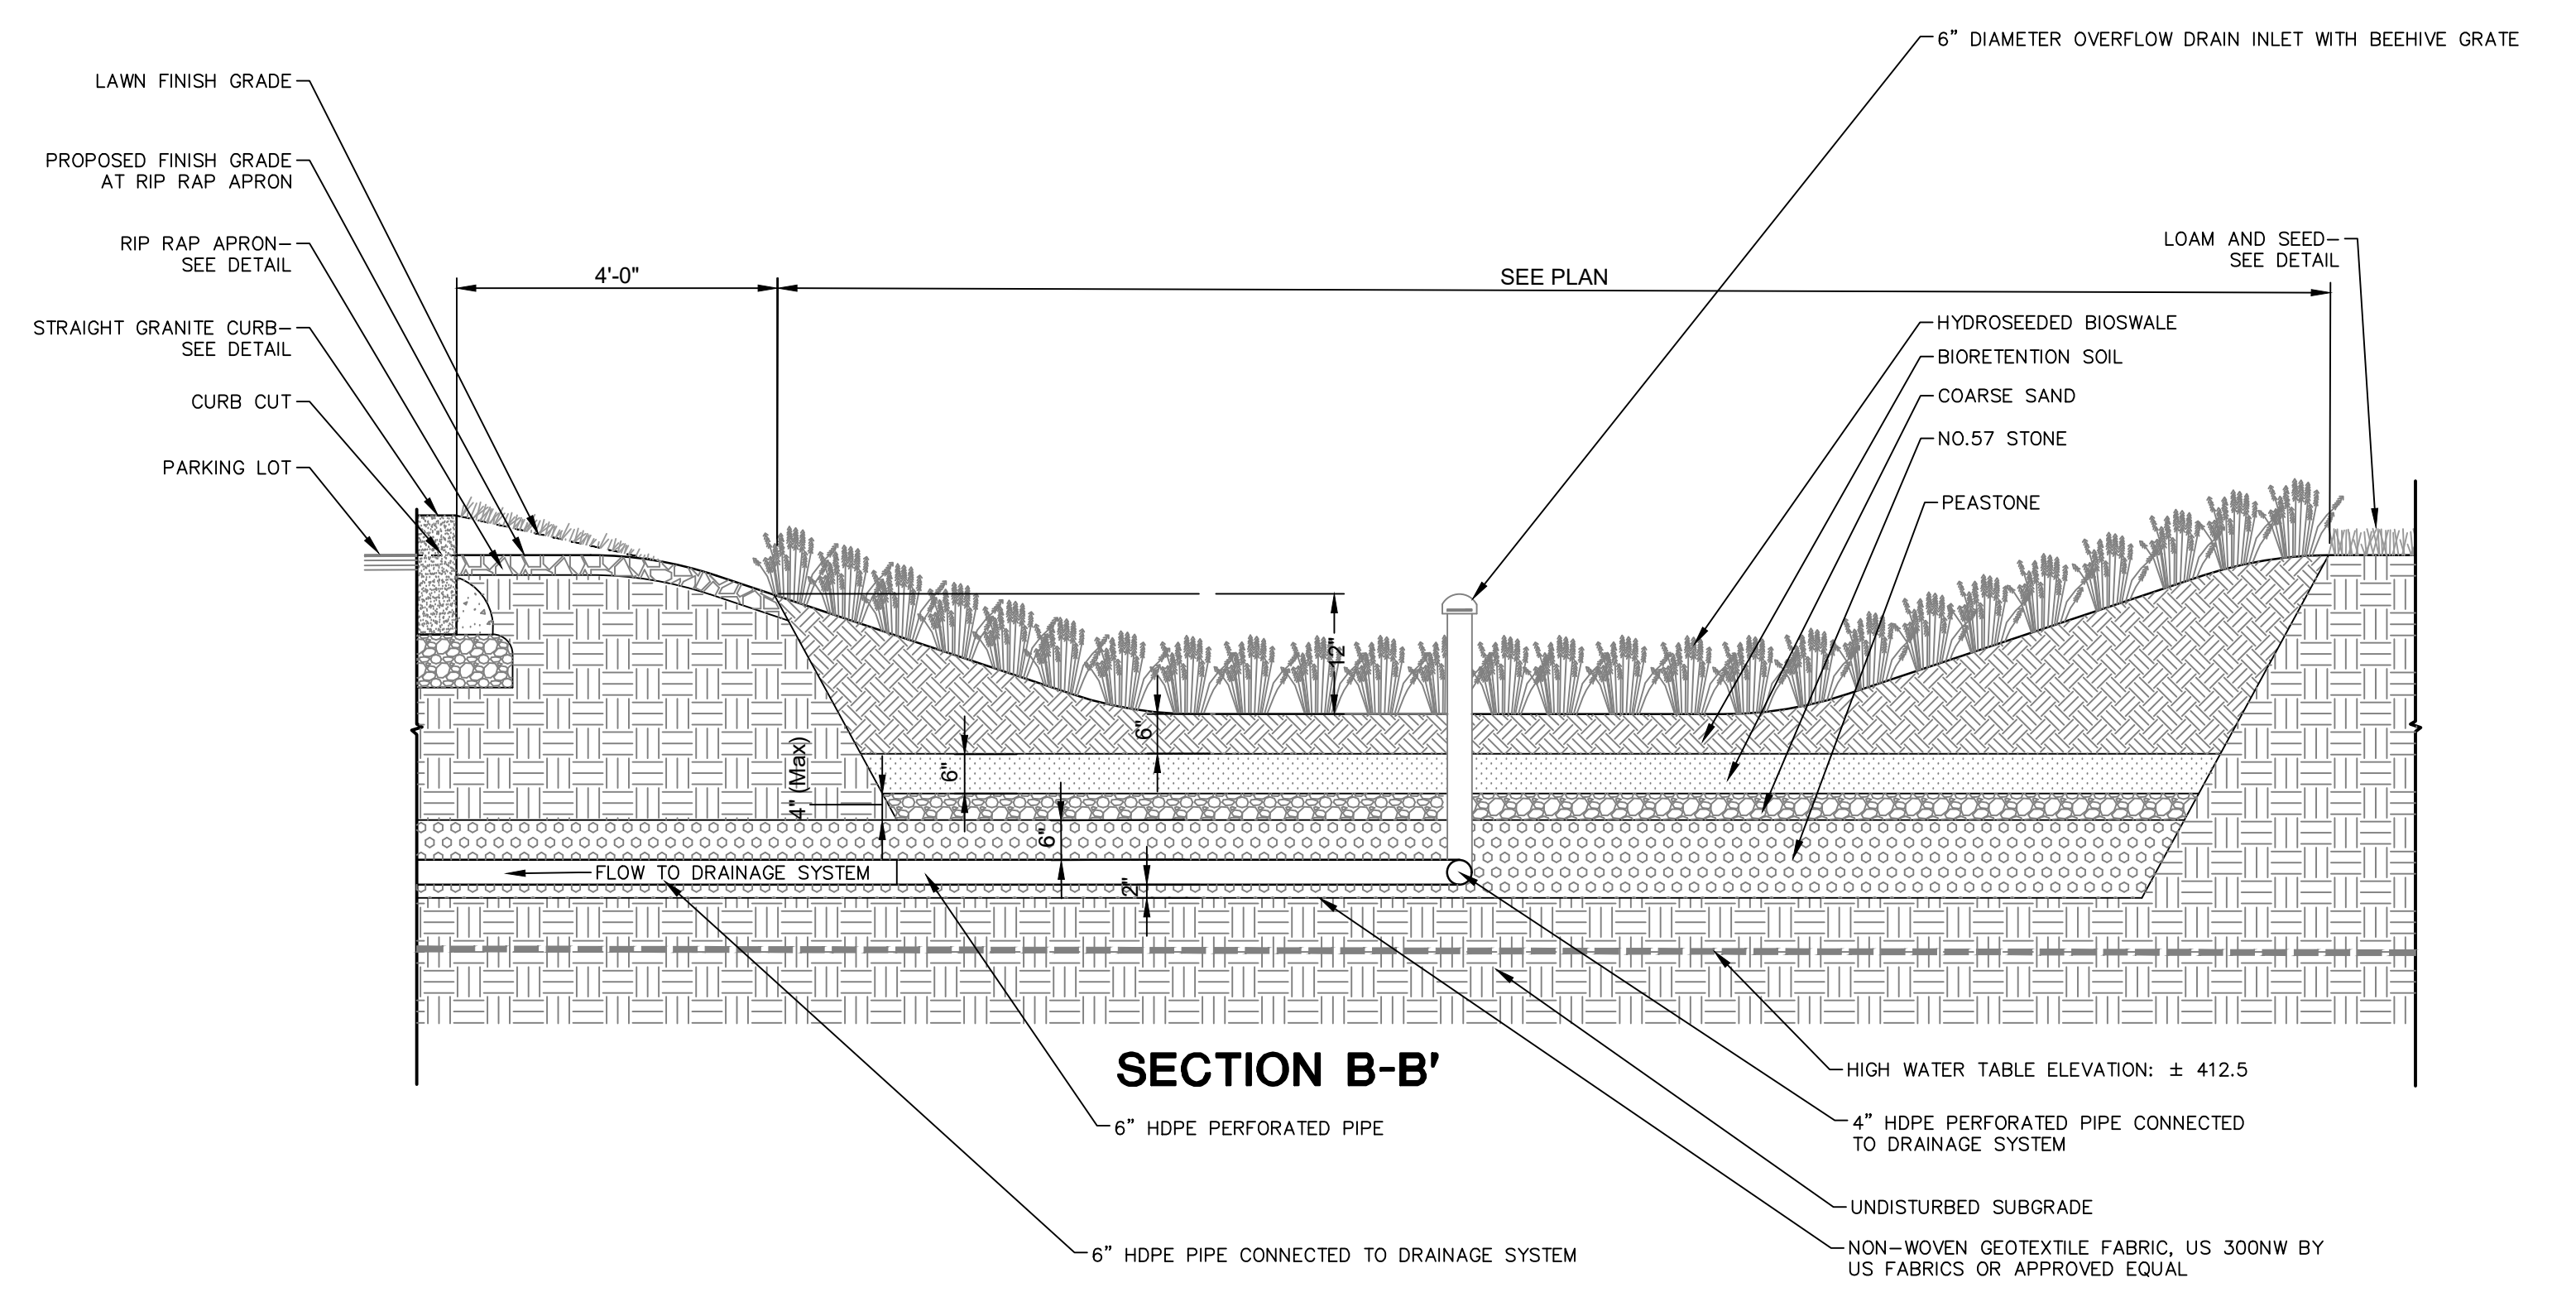 6” DIAMETER OVERFLOW DRAIN INLET WITH BEEHIVE GRATE
LAWN FINISH GRADE
PROPOSED FINISH GRADE
AT RIP RAP APRON
RIP RAP APRON–
SEE DETAIL
STRAIGHT GRANITE CURB–
SEE DETAIL
CURB CUT
PARKING LOT
4'-0"
SEE PLAN
LOAM AND SEED–
SEE DETAIL
HYDROSEEDED BIOSWALE
BIORETENTION SOIL
COARSE SAND
NO.57 STONE
PEASTONE
12"
6"
6"
4" (Max)
6"
2"
FLOW TO DRAINAGE SYSTEM
SECTION B-B'
HIGH WATER TABLE ELEVATION: ± 412.5
6” HDPE PERFORATED PIPE
4” HDPE PERFORATED PIPE CONNECTED
TO DRAINAGE SYSTEM
UNDISTURBED SUBGRADE
6” HDPE PIPE CONNECTED TO DRAINAGE SYSTEM
NON–WOVEN GEOTEXTILE FABRIC, US 300NW BY
US FABRICS OR APPROVED EQUAL